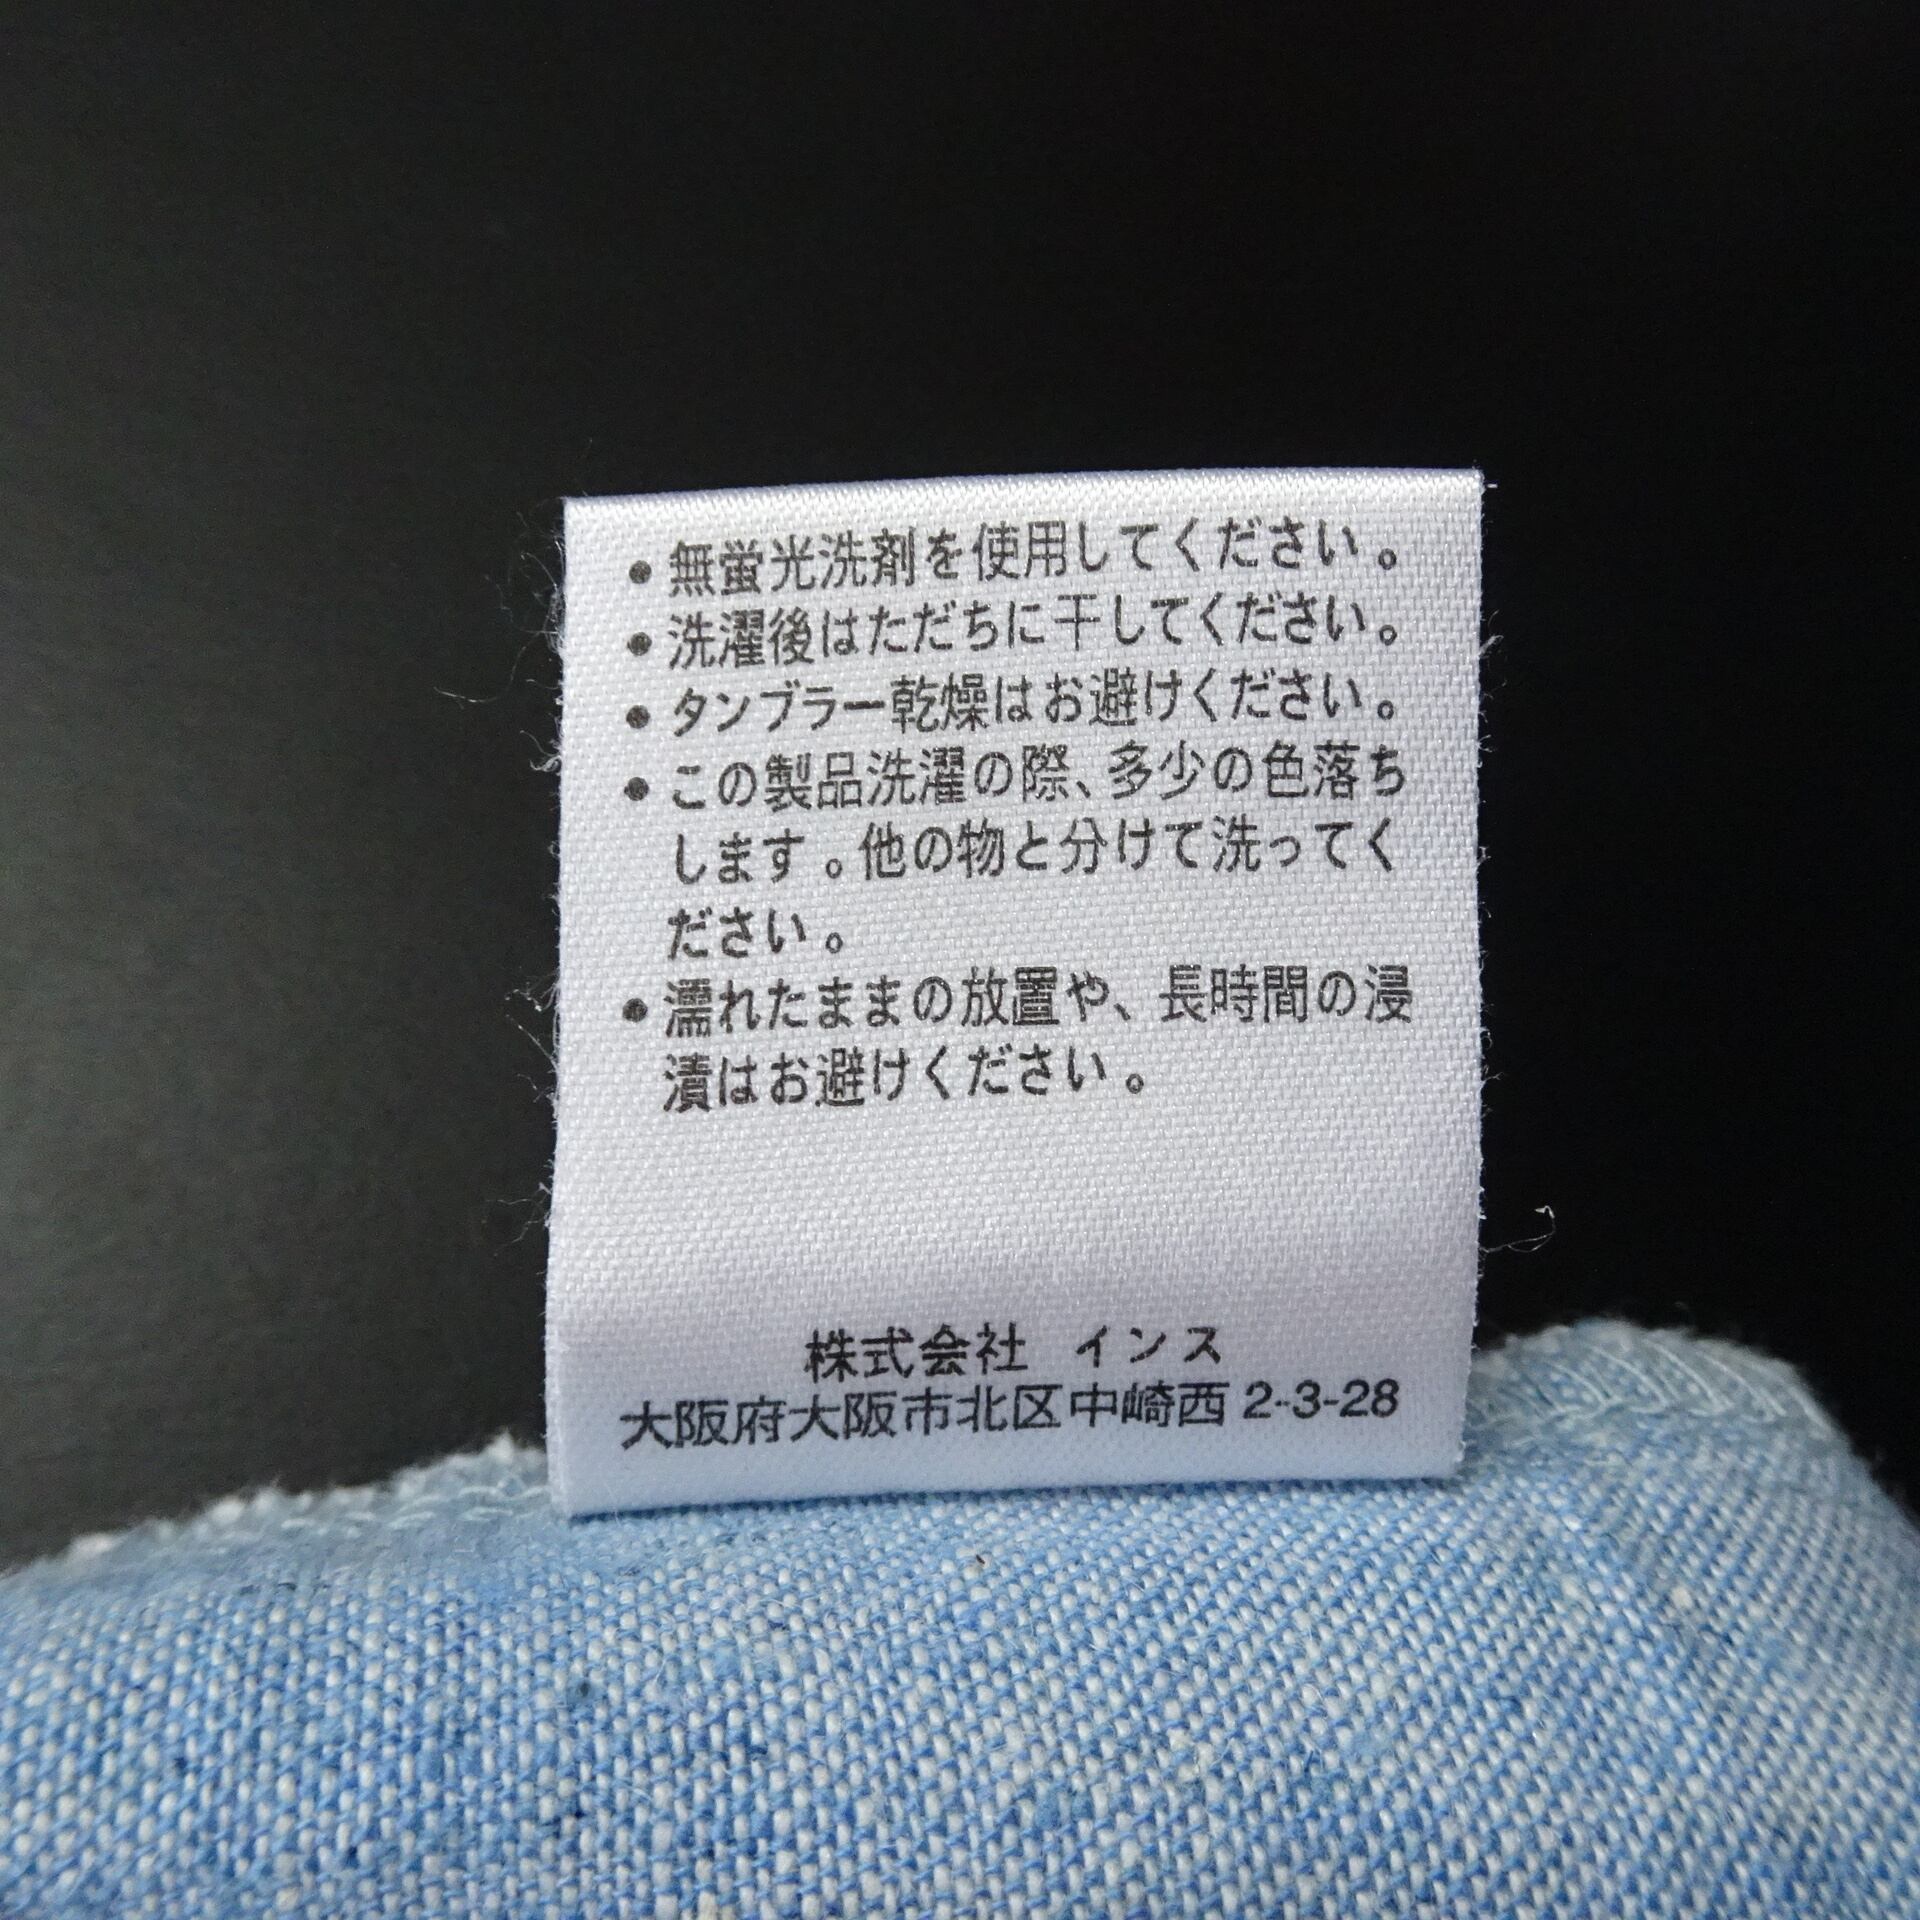 • 無蛍光洗剤を使用してください。
• 洗濯後はただちに干してください。
• タンブラー乾燥はお避けください。
• この製品洗濯の際、多少の色落ち
します。他の物と分けて洗ってく
ださい。
• 濡れたままの放置や、長時間の浸
漬はお避けください。
株式会社 インス
大阪府大阪市北区中崎西2-3-28